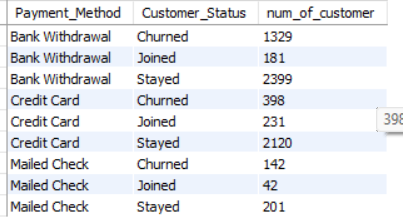 Payment_Method Customer_Status num_of_customer
Bank Withdrawal Churned 1329
Bank Withdrawal Joined 181
Bank Withdrawal Stayed 2399
Credit Card Churned 398
398
Credit Card Joined 231
Credit Card Stayed 2120
Mailed Check Churned 142
Mailed Check Joined 42
Mailed Check Stayed 201